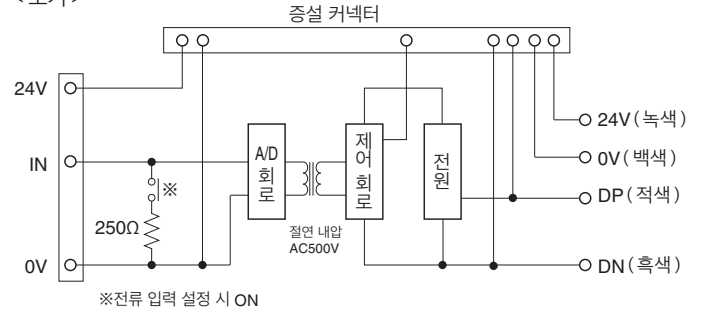 증설 커넥터
24V
IN
0V
※
250Ω
A/D
회로
절연 내압
AC500V
제어 회로
전원
24V (녹색)
0V (백색)
DP (적색)
DN (흑색)
※전류 입력 설정 시 ON